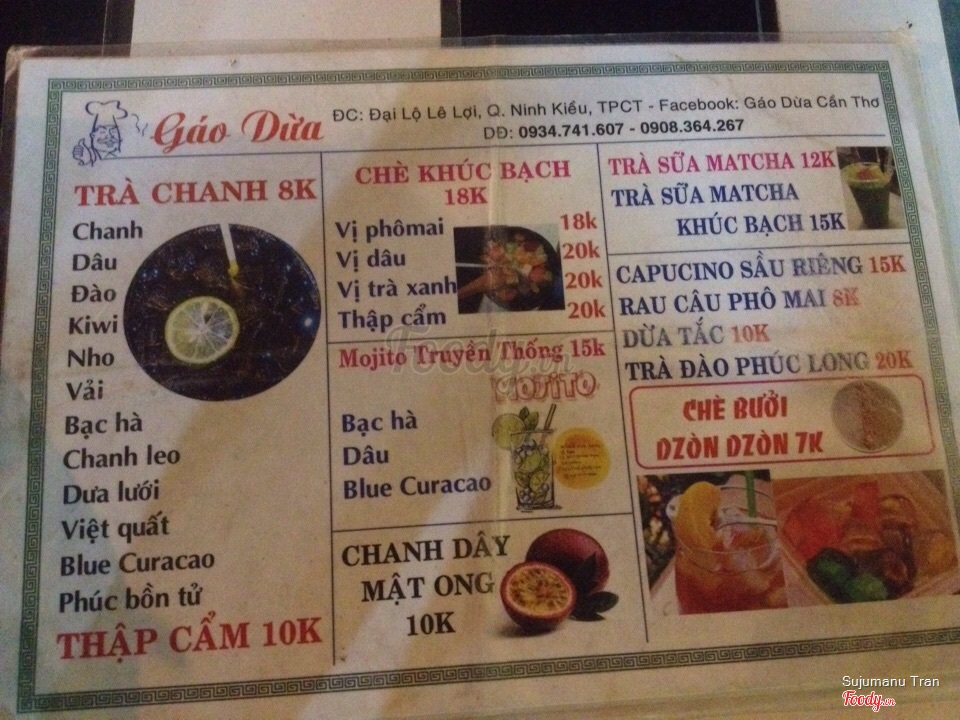 Gáo Dừa
ĐC: Đại Lộ Lê Lợi, Q. Ninh Kiều, TPCT - Facebook: Gáo Dừa Cần Thơ
DĐ: 0934.741.607 - 0908.364.267
TRÀ CHANH 8K
Chanh
Dâu
Đào
Kiwi
Nho
Vải
Bạc hà
Chanh leo
Dưa lưới
Việt quất
Blue Curacao
Phúc bồn tử
THẬP CẨM 10K
CHÈ KHÚC BẠCH
18K
Vị phômai 18k
Vị dâu 20k
Vị trà xanh 20k
Thập cẩm 20k
Mojito Truyền Thống 15k
MOJITO
Bạc hà
Dâu
Blue Curacao
CHANH DÂY
MẬT ONG
10K
TRÀ SỮA MATCHA 12K
TRÀ SỮA MATCHA
KHÚC BẠCH 15K
CAPUCINO SẦU RIÊNG 15K
RAU CÂU PHÔ MAI 8K
DỪA TẮC 10K
TRÀ ĐÀO PHÚC LONG 20K
CHÈ BƯỞI
DZÒN DZÒN 7K
Foody.vn
Sujumanu Tran
Foody.vn